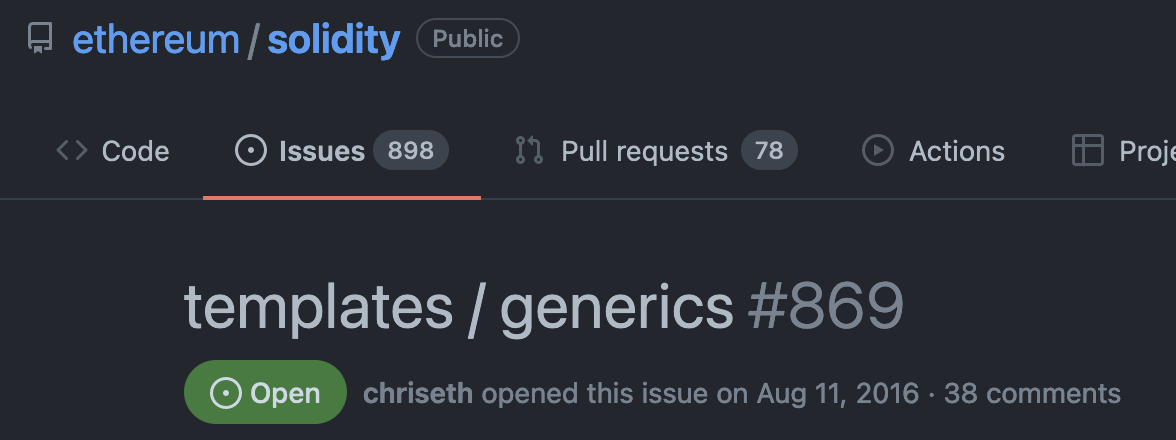 ethereum / solidity Public
Code Issues 898 Pull requests 78 Actions Proje
templates / generics #869
Open chriseth opened this issue on Aug 11, 2016 · 38 comments